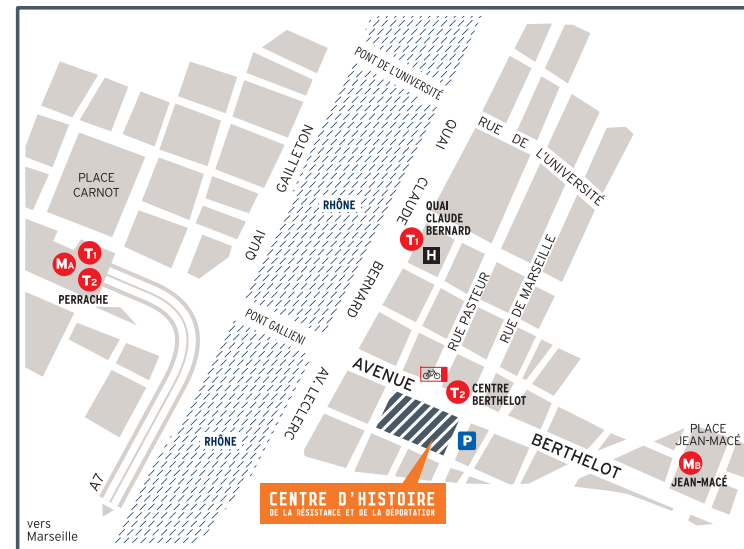 PONT DE L'UNIVERSITÉ
QUAI
GAILLETON
RUE DE L'UNIVERSITÉ
PLACE
CARNOT
RHÔNE
QUAI
CLAUDE
BERNARD
QUAI
CLAUDE
BERNARD
T1
H
MA
T1
T2
PERRACHE
RUE PASTEUR
RUE DE MARSEILLE
PONT GALLIENI
AV. LECLERC
AVENUE
BERTHELOT
T2
CENTRE
BERTHELOT
P
PLACE
JEAN-MACÉ
MB
JEAN-MACÉ
RHÔNE
A7
CENTRE D'HISTOIRE
DE LA RÉSISTANCE ET DE LA DÉPORTATION
vers
Marseille